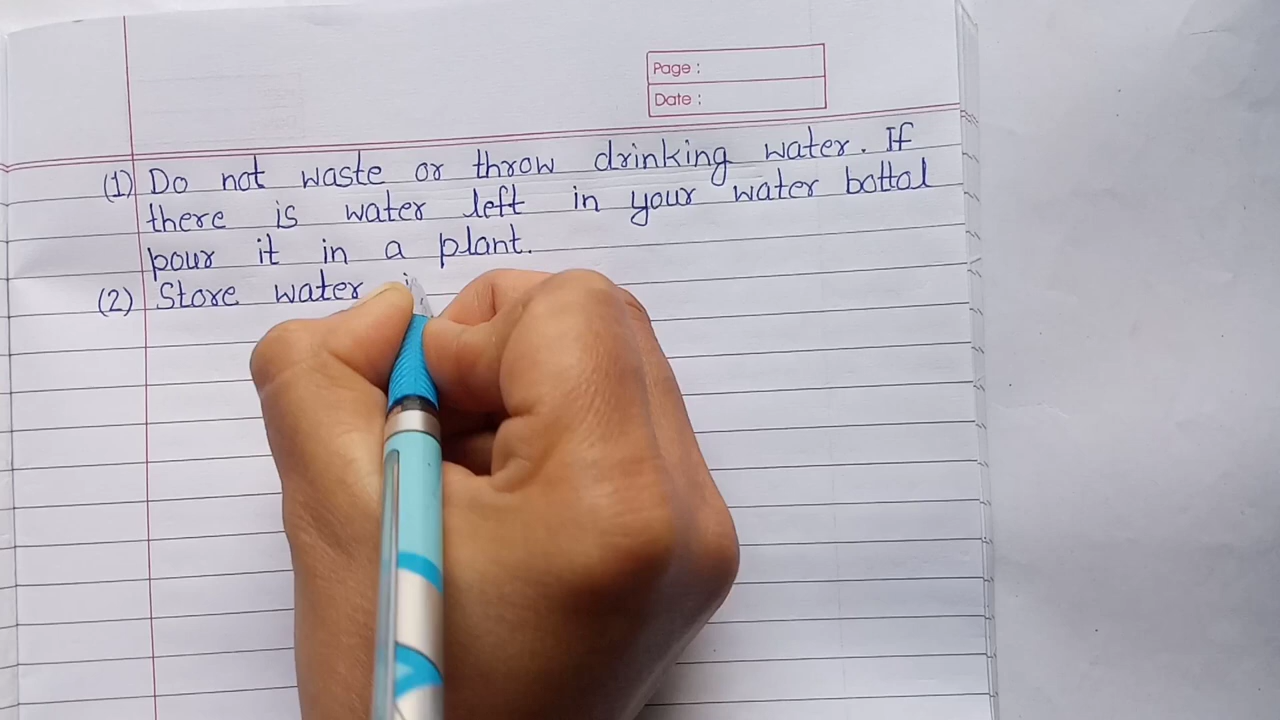 Page :
Date :
(1) Do not waste or throw drinking water. If
there is water left in your water bottal
pour it in a plant.
(2) Store water